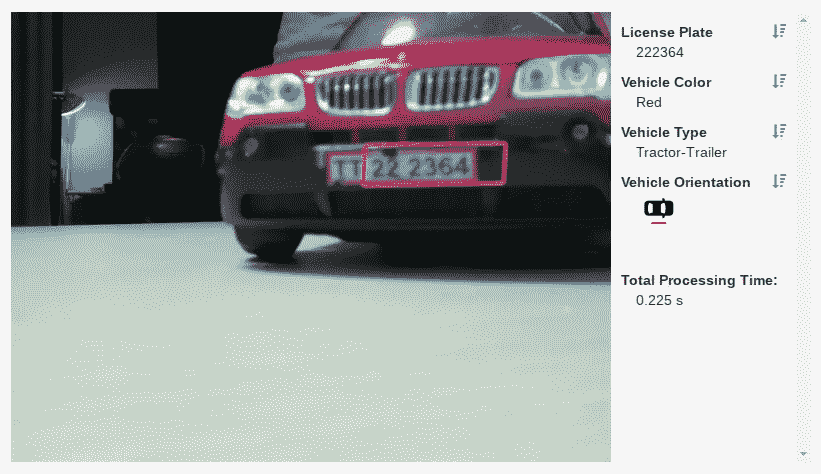 TT 22 2364
License Plate
222364
Vehicle Color
Red
Vehicle Type
Tractor-Trailer
Vehicle Orientation
Total Processing Time:
0.225 s